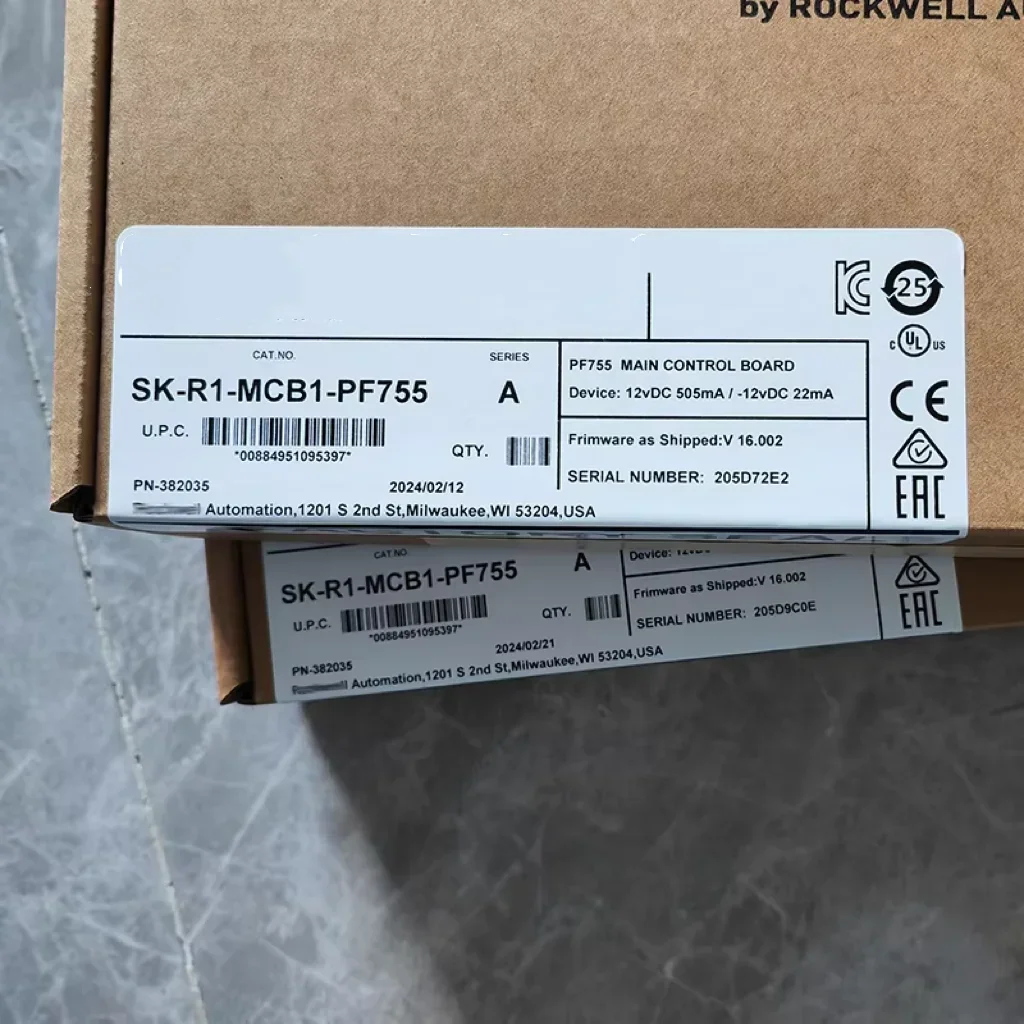 by ROCKWELL A
25
c UL US
CE
EAC
CAT.NO.
SERIES
SK-R1-MCB1-PF755
A
U.P.C.
*00884951095397*
QTY.
PN-382035
2024/02/12
Automation,1201 S 2nd St,Milwaukee,WI 53204,USA
PF755 MAIN CONTROL BOARD
Device: 12vDC 505mA / -12vDC 22mA
Frimware as Shipped:V 16.002
SERIAL NUMBER: 205D72E2
CAT.NO.
SK-R1-MCB1-PF755
A
U.P.C.
*00884951095397*
QTY.
PN-382035
2024/02/21
Automation,1201 S 2nd St,Milwaukee,WI 53204,USA
Device:
Frimware as Shipped:V 16.002
SERIAL NUMBER: 205D9C0E
EAC